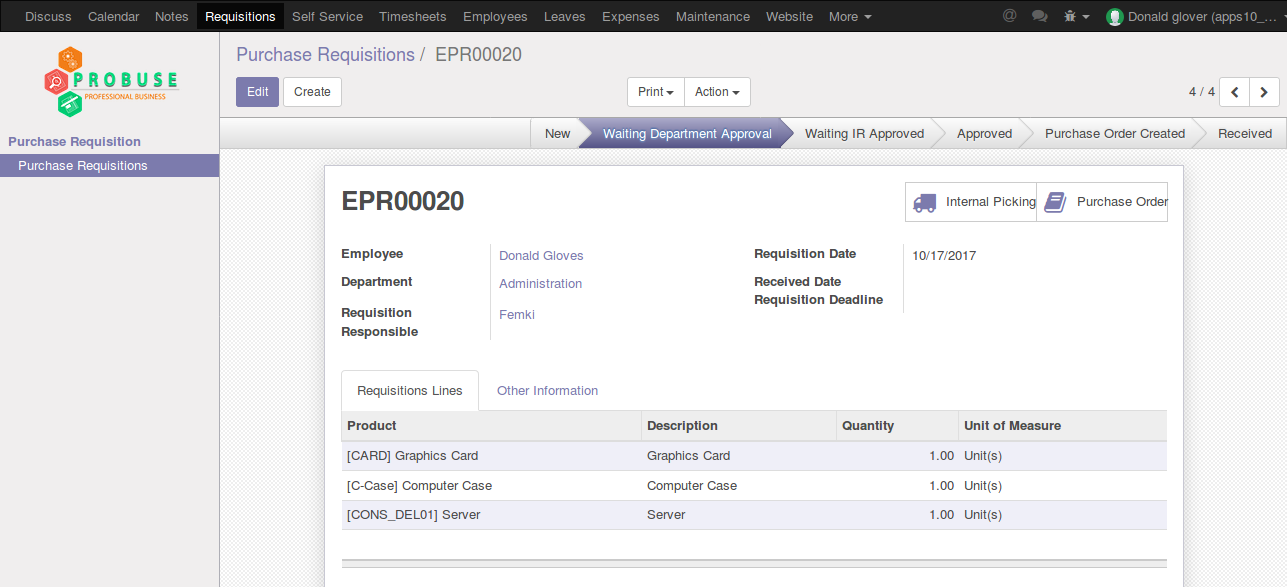 Discuss Calendar Notes Requisitions Self Service Timesheets Employees Leaves Expenses Maintenance Website More @ Donald glover (apps10_...
PROBUSE
PROFESSIONAL BUSINESS
Purchase Requisition
Purchase Requisitions
Purchase Requisitions / EPR00020
Edit Create Print Action 4 / 4
New Waiting Department Approval Waiting IR Approved Approved Purchase Order Created Received
EPR00020
Internal Picking Purchase Order
Employee Donald Gloves Requisition Date 10/17/2017
Department Administration Received Date
Requisition Deadline
Requisition Femki
Responsible
Requisitions Lines Other Information
Product Description Quantity Unit of Measure
[CARD] Graphics Card Graphics Card 1.00 Unit(s)
[C-Case] Computer Case Computer Case 1.00 Unit(s)
[CONS_DEL01] Server Server 1.00 Unit(s)